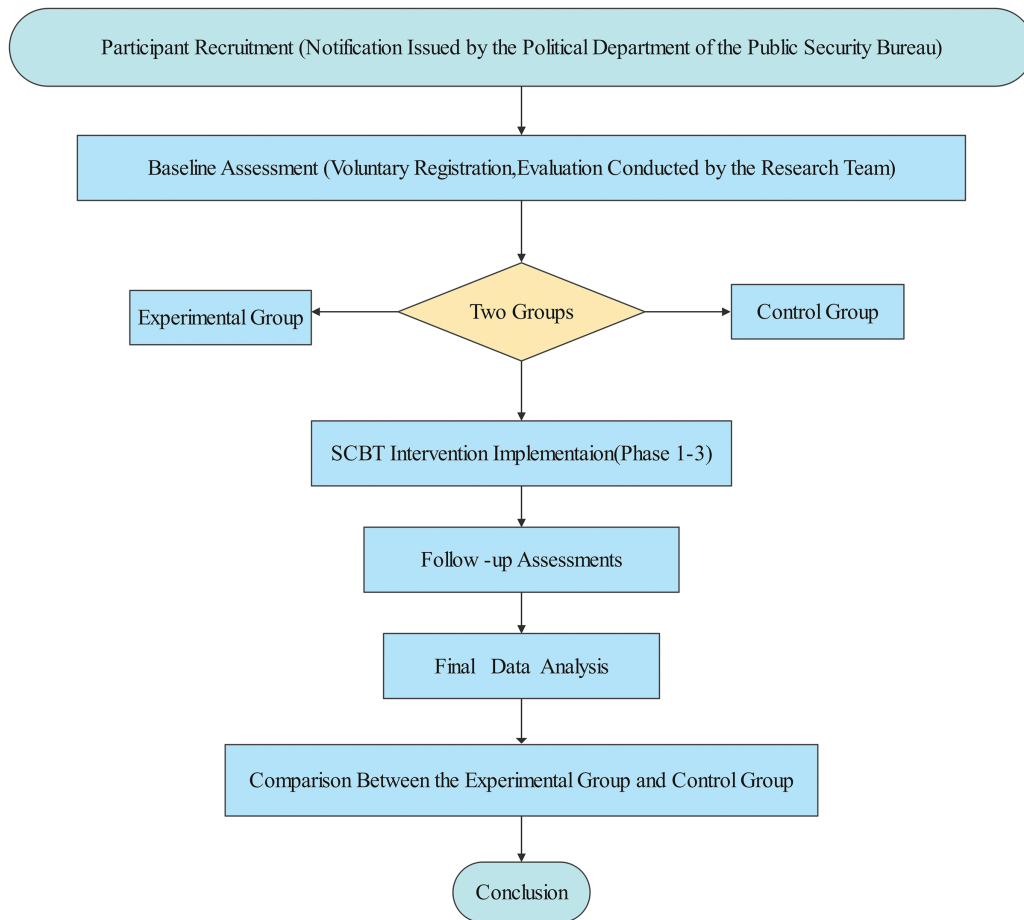 Participant Recruitment (Notification Issued by the Political Department of the Public Security Bureau)
Baseline Assessment (Voluntary Registration,Evaluation Conducted by the Research Team)
Experimental Group
Two Groups
Control Group
SCBT Intervention Implementaion(Phase 1-3)
Follow -up Assessments
Final Data Analysis
Comparison Between the Experimental Group and Control Group
Conclusion